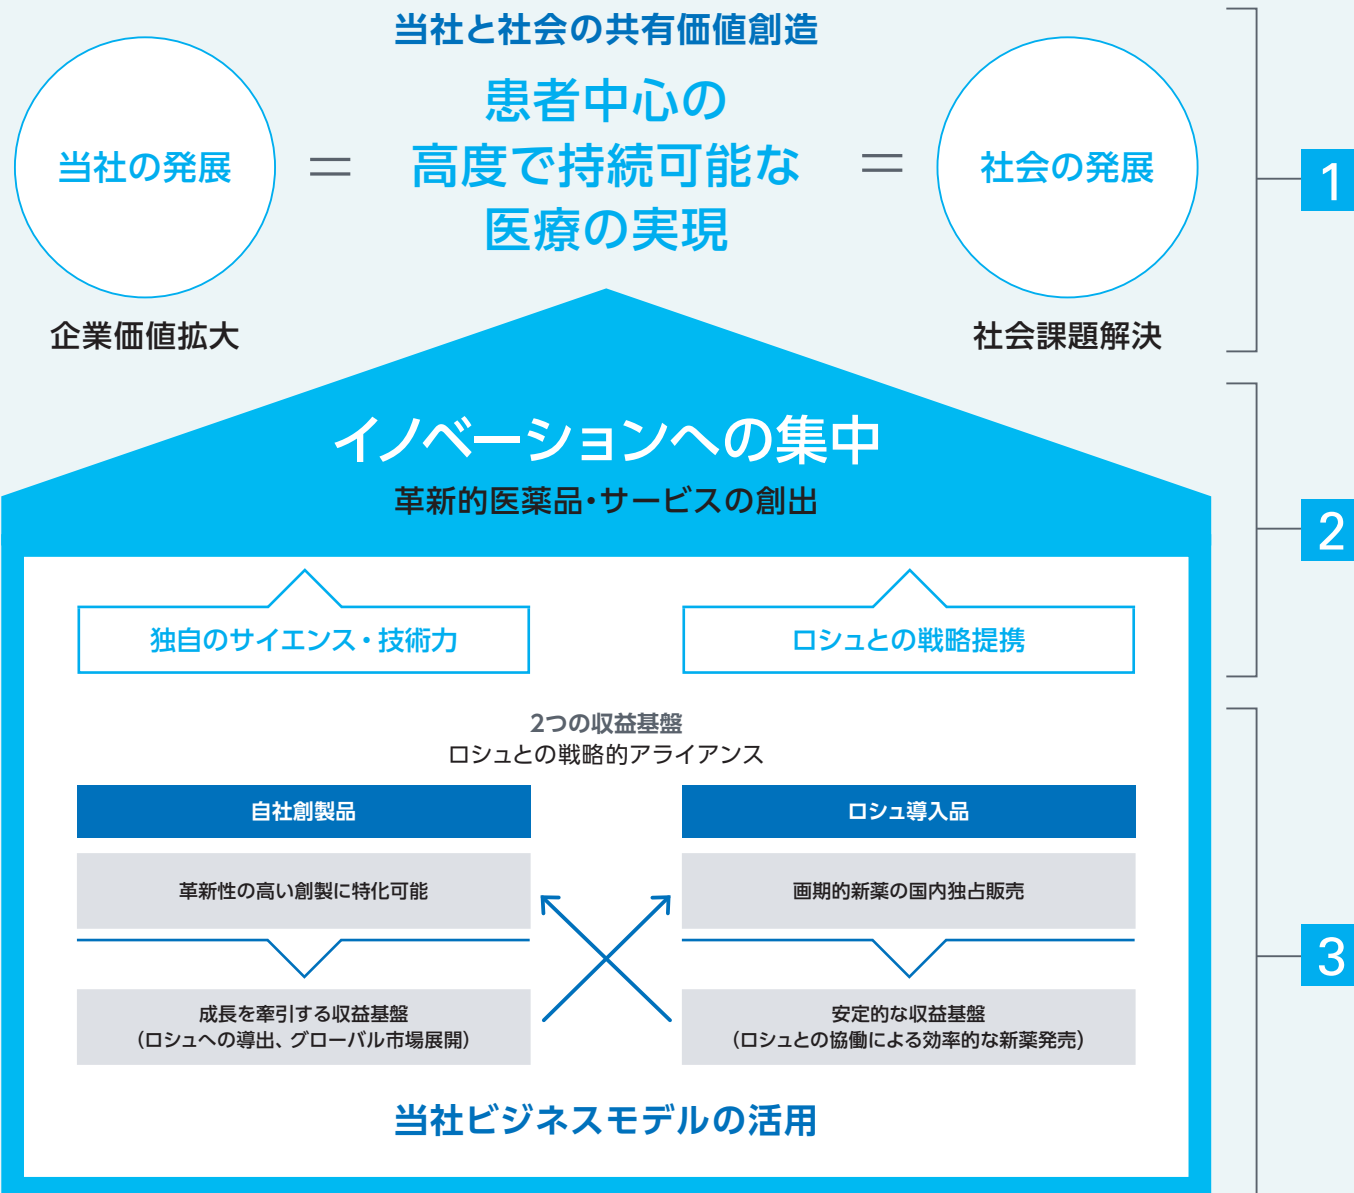 当社と社会の共有価値創造
当社の発展
=
患者中心の
高度で持続可能な
医療の実現
=
社会の発展
企業価値拡大
社会課題解決
1
イノベーションへの集中
革新的医薬品・サービスの創出
2
独自のサイエンス・技術力
ロシュとの戦略提携
2つの収益基盤
ロシュとの戦略的アライアンス
自社創製品
ロシュ導入品
革新性の高い創製に特化可能
画期的新薬の国内独占販売
3
成長を牽引する収益基盤
(ロシュへの導出、グローバル市場展開)
安定的な収益基盤
(ロシュとの協働による効率的な新薬発売)
当社ビジネスモデルの活用